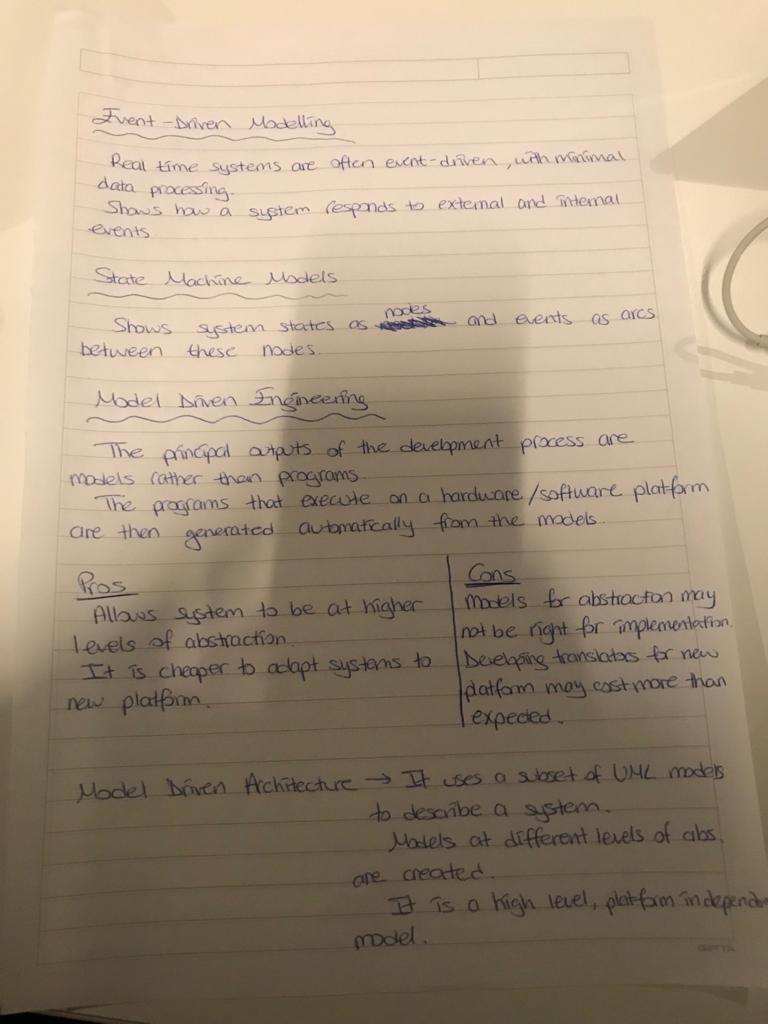 Event-Driven Modelling
Real time systems are often event-driven, with minimal
data processing.
Shows how a system responds to external and internal
events
State Machine Models
Shows system states as nodes and events as arcs
between these nodes.
Model Driven Engineering
The principal outputs of the development process are
models rather than programs.
The programs that execute on a hardware/software platform
are then generated automatically from the models.
Pros
Allows system to be at higher
levels of abstraction.
It is cheaper to adapt systems to
new platform.
Cons
Models for abstraction may
not be right for implementation.
Developing translators for new
platform may cost more than
expected.
Model Driven Architecture → It uses a subset of UML models
to describe a system.
Models at different levels of abs.
are created.
It is a high level, platform independe
model.